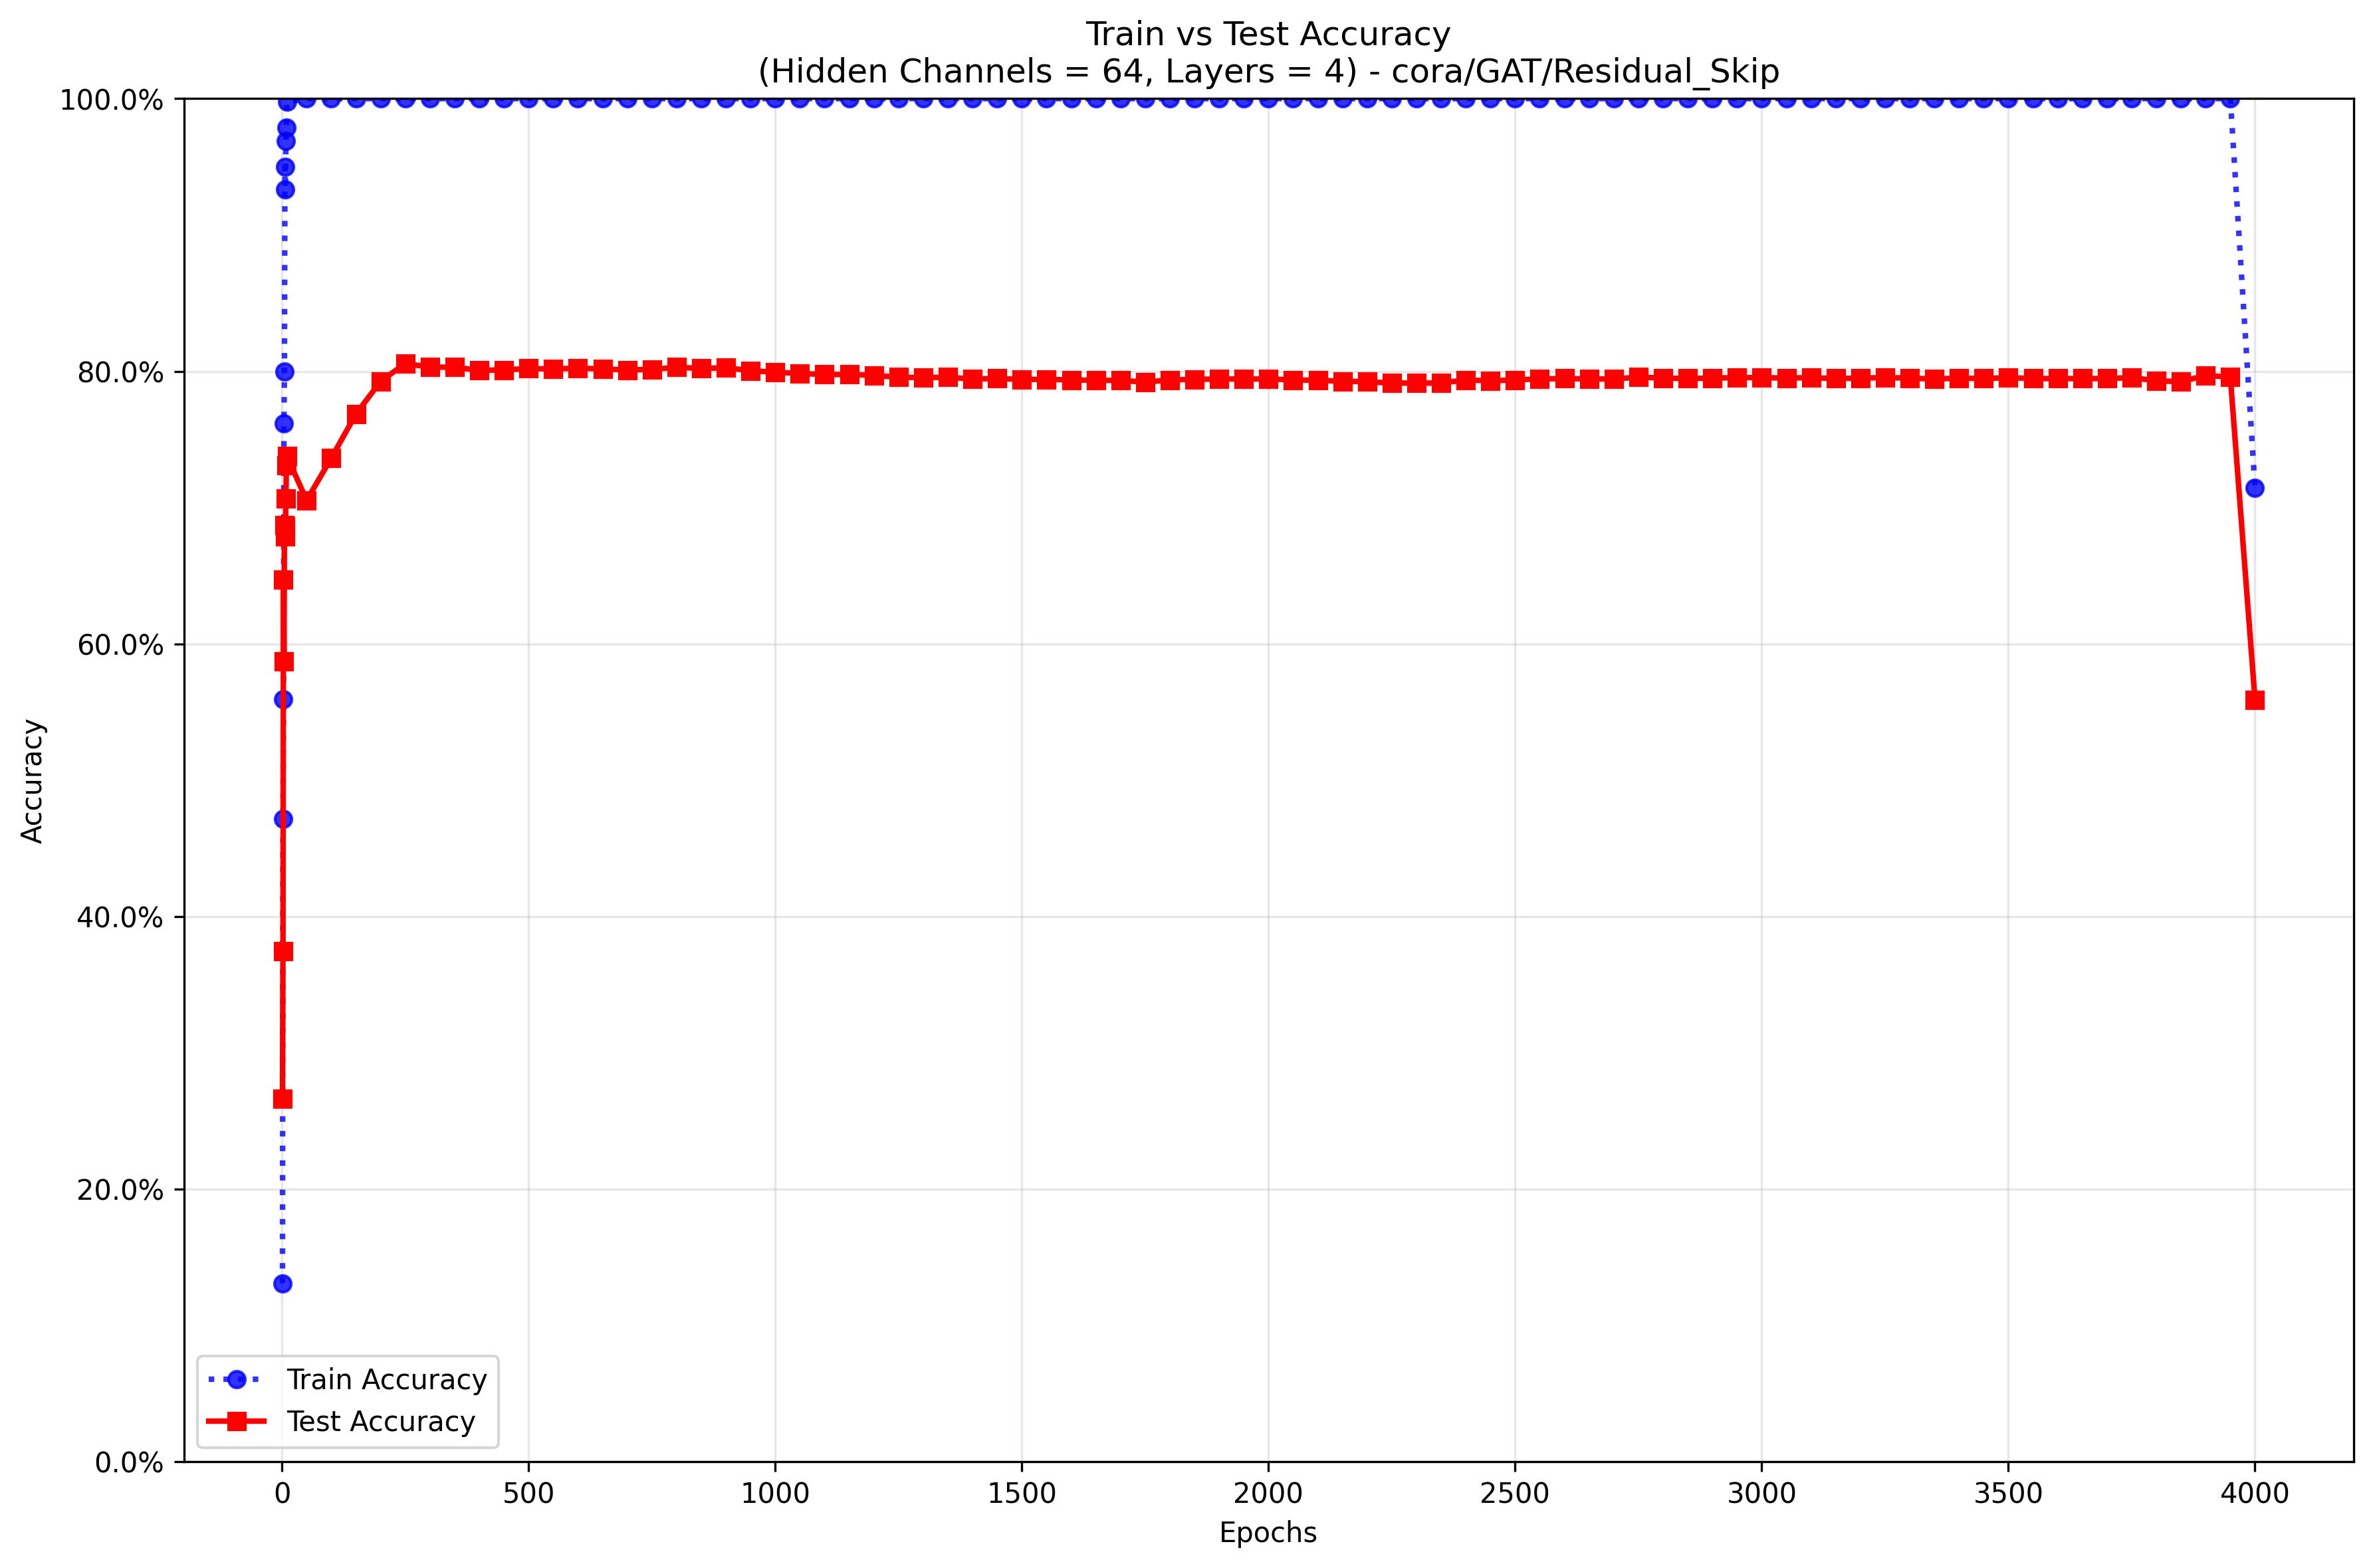 Train vs Test Accuracy
(Hidden Channels = 64, Layers = 4) - cora/GAT/Residual_Skip
100.0%
80.0%
60.0%
40.0%
20.0%
0.0%
Accuracy
Train Accuracy
Test Accuracy
0 500 1000 1500 2000 2500 3000 3500 4000
Epochs